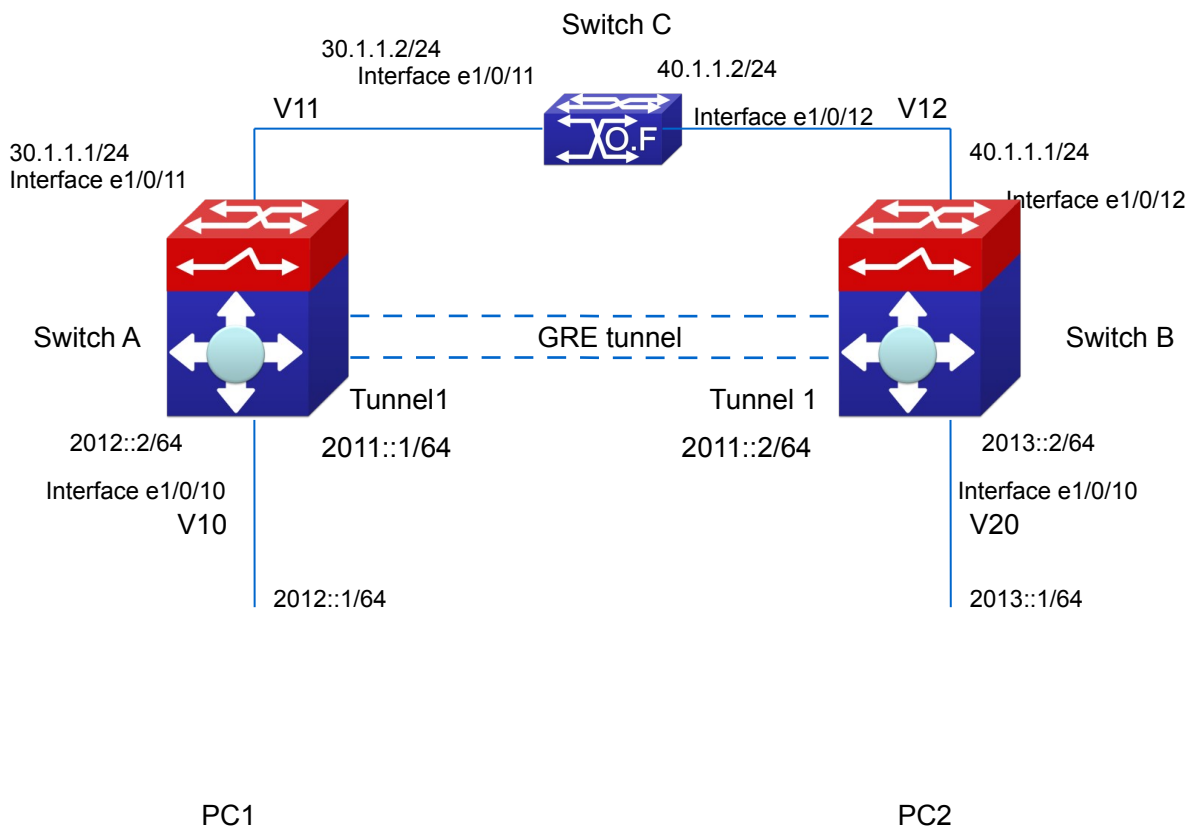 Switch C
30.1.1.2/24
Interface e1/0/11
40.1.1.2/24
V11
Interface e1/0/12
V12
O.F
30.1.1.1/24
Interface e1/0/11
40.1.1.1/24
Interface e1/0/12
Switch A
GRE tunnel
Switch B
Tunnel1
Tunnel 1
2012::2/64
2011::1/64
2011::2/64
2013::2/64
Interface e1/0/10
Interface e1/0/10
V10
V20
2012::1/64
2013::1/64
PC1
PC2